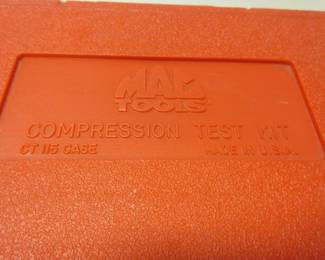 MAC
TOOLS
COMPRESSION TEST KIT
CT 115 CASE MADE IN U.S.A.